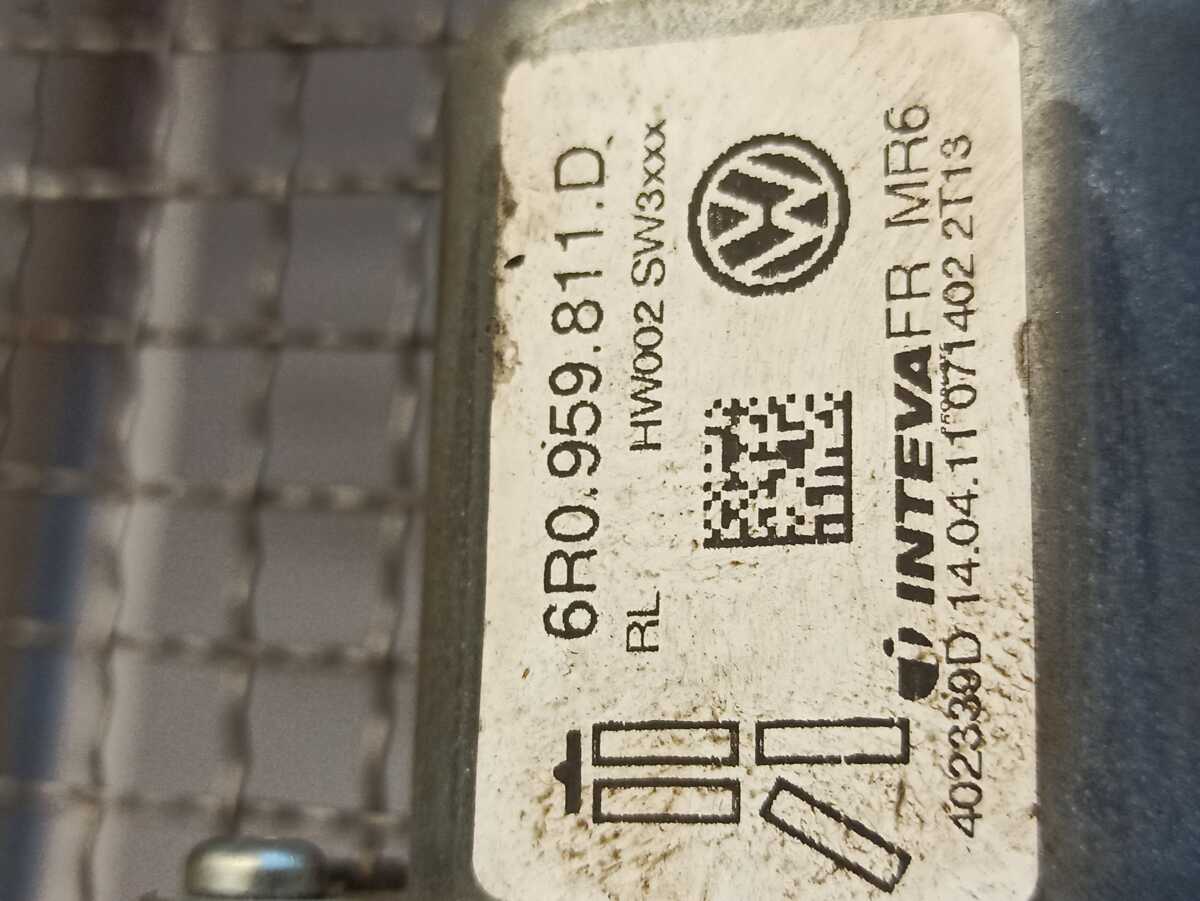 6R0.959.811.D
RL HW002 SW3xxx
INTEVA FR MR6
402339D 14.04.11 071402 2T13